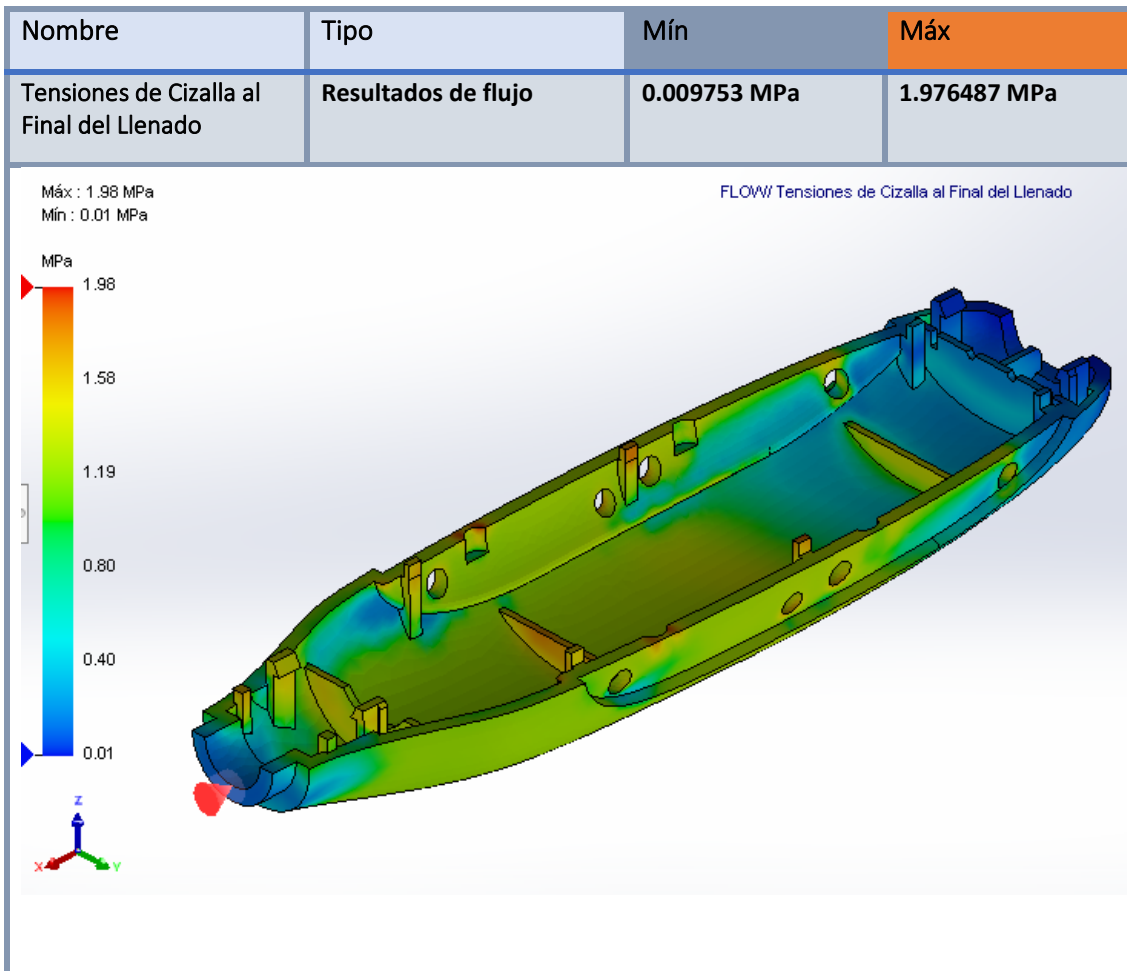 Nombre
Tipo
Mín
Máx
Tensiones de Cizalla al
Final del Llenado
Resultados de flujo
0.009753 MPa
1.976487 MPa
Máx : 1.98 MPa
Mín : 0.01 MPa
FLOW/ Tensiones de Cizalla al Final del Llenado
MPa
1.98
1.58
1.19
0.80
0.40
0.01
Z
X
Y